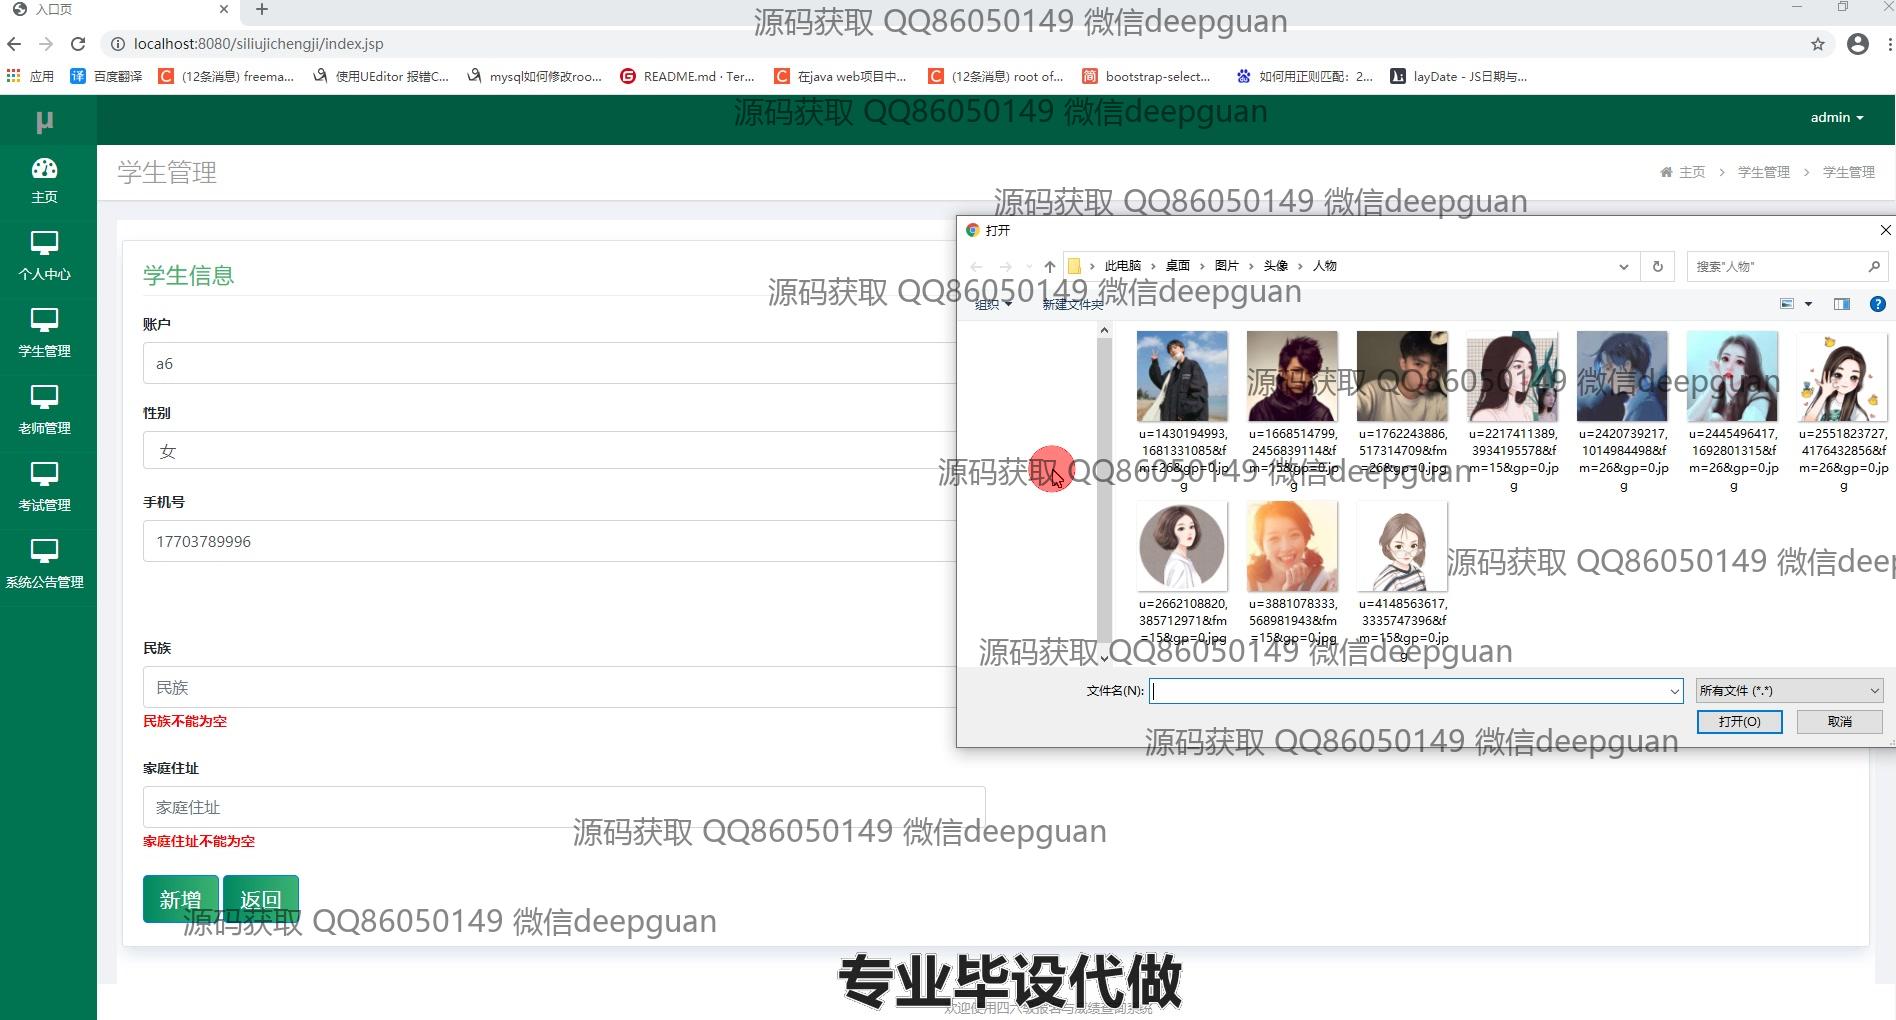 入口页
源码获取 QQ86050149 微信deepguan
localhost:8080/siliujichengji/index.jsp
应用
百度翻译
(12条消息) freema...
使用UEditor 报错C...
mysql如何修改roo...
README.md · Ter...
在java web项目中...
(12条消息) root of...
bootstrap-select...
如何用正则匹配：2...
layDate - JS日期与...
μ
源码获取 QQ86050149 微信deepguan
admin
主页
个人中心
学生管理
老师管理
考试管理
系统公告管理
学生管理
主页 > 学生管理 > 学生管理
源码获取 QQ86050149 微信deepguan
学生信息
账户
a6
性别
女
手机号
17703789996
民族
民族
民族不能为空
家庭住址
家庭住址
家庭住址不能为空
新增
返回
打开
此电脑 > 桌面 > 图片 > 头像 > 人物
搜索"人物"
源码获取 QQ86050149 微信deepguan
组织
新建文件夹
源码获取 QQ86050149 微信deepguan
u=1430194993,
1681331085&f
m=26&gp=0.jp
g
u=1668514799,
2456839114&f
m=15&gp=0.jp
g
u=1762243886,
517314709&fm
=26&gp=0.jpg
u=2217411389,
3934195578&f
m=15&gp=0.jp
g
u=2420739217,
1014984498&f
m=26&gp=0.jp
g
u=2445496417,
1692801315&f
m=26&gp=0.jp
g
u=2551823727,
4176432856&f
m=26&gp=0.jp
g
源码获取 QQ86050149 微信deepguan
源码获取 QQ86050149 微信deep
u=2662108820,
385712971&fm
=15&gp=0.jpg
u=3881078333,
568981943&fm
=15&gp=0.jpg
u=4148563617,
3335747396&f
m=15&gp=0.jp
g
源码获取 QQ86050149 微信deepguan
文件名(N):
所有文件 (*.*)
打开(O)
取消
源码获取 QQ86050149 微信deepguan
源码获取 QQ86050149 微信deepguan
源码获取 QQ86050149 微信deepguan
专业毕设代做